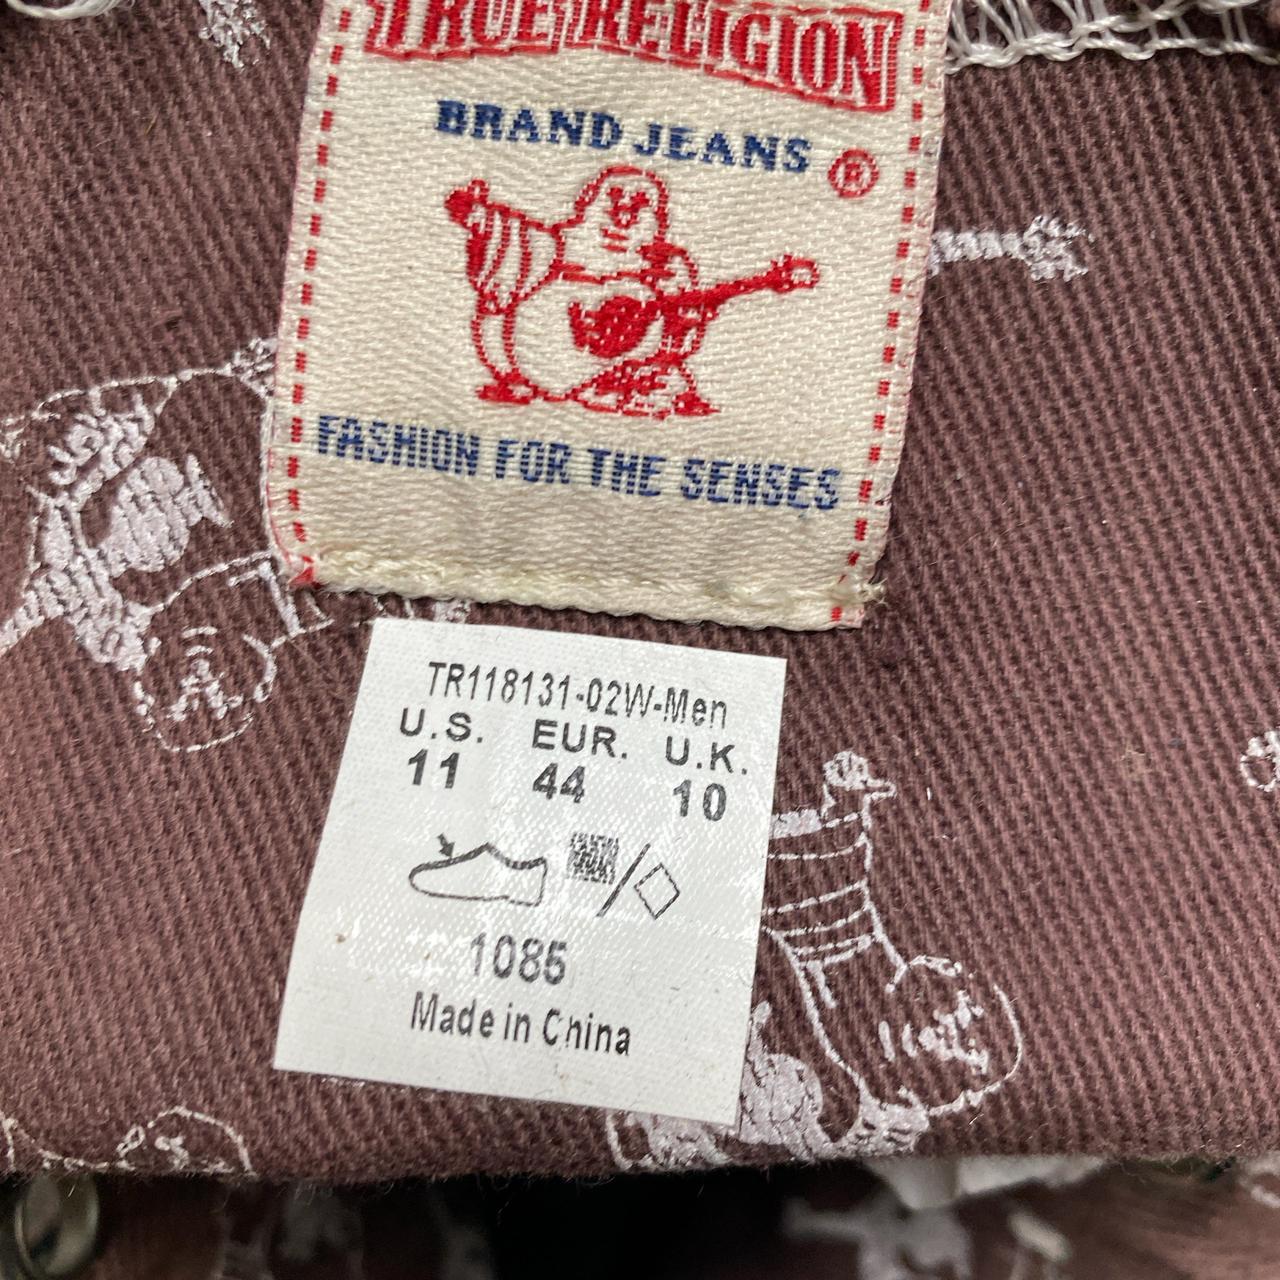 TRUE RELIGION
BRAND JEANS ®
FASHION FOR THE SENSES
TR118131-02W-Men
U.S. EUR. U.K.
11 44 10
1085
Made in China